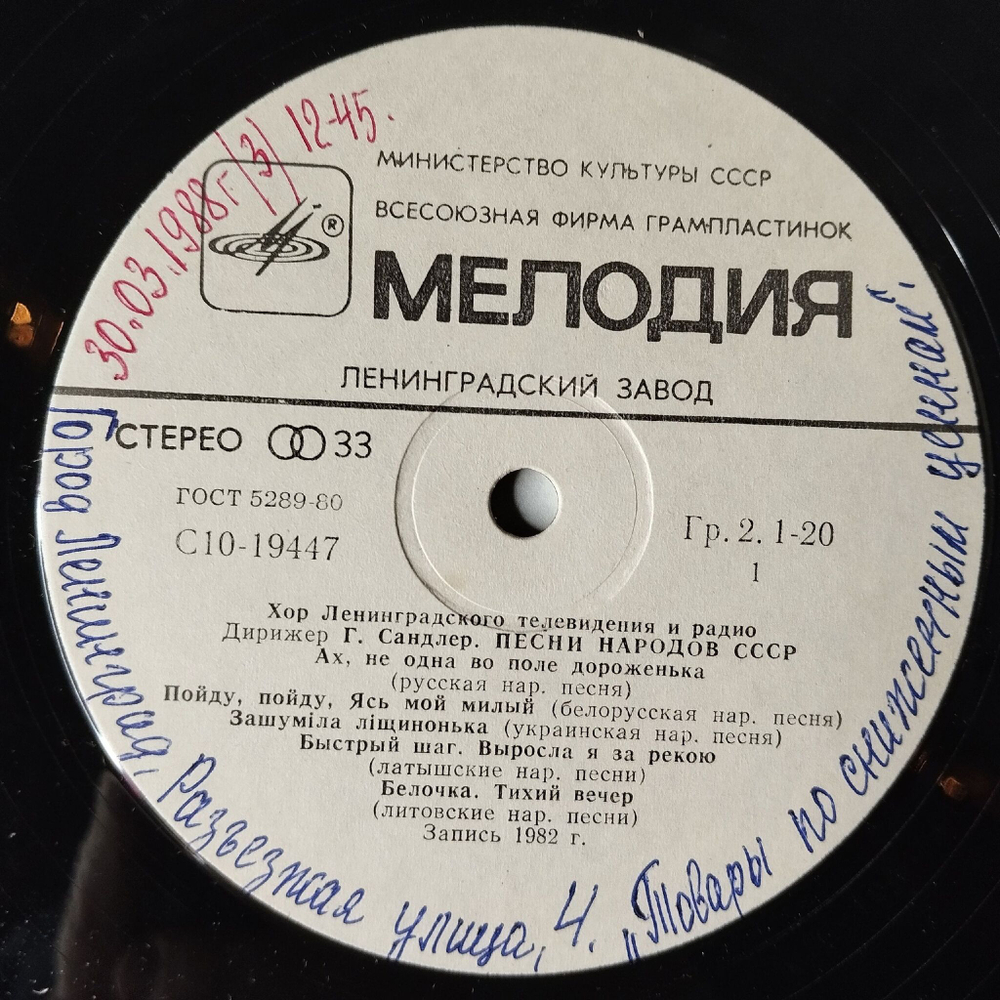 30.03.1988г (3) 12-45.
®
МИНИСТЕРСТВО КУЛЬТУРЫ СССР
ВСЕСОЮЗНАЯ ФИРМА ГРАМПЛАСТИНОК
МЕЛОДИЯ
ЛЕНИНГРАДСКИЙ ЗАВОД
СТЕРЕО 33
ГОСТ 5289-80
С10-19447
Гр. 2. 1-20
1
Хор Ленинградского телевидения и радио
Дирижер Г. Сандлер. ПЕСНИ НАРОДОВ СССР
Ах, не одна во поле дороженька
(русская нар. песня)
Пойду, пойду, Ясь мой милый (белорусская нар. песня)
Зашуміла ліщинонька (украинская нар. песня)
Быстрый шаг. Выросла я за рекою
(латышские нар. песни)
Белочка. Тихий вечер
(литовские нар. песни)
Запись 1982 г.
Город Ленинград, Разъезжая улица, 4. „Товары по сниженным ценам".